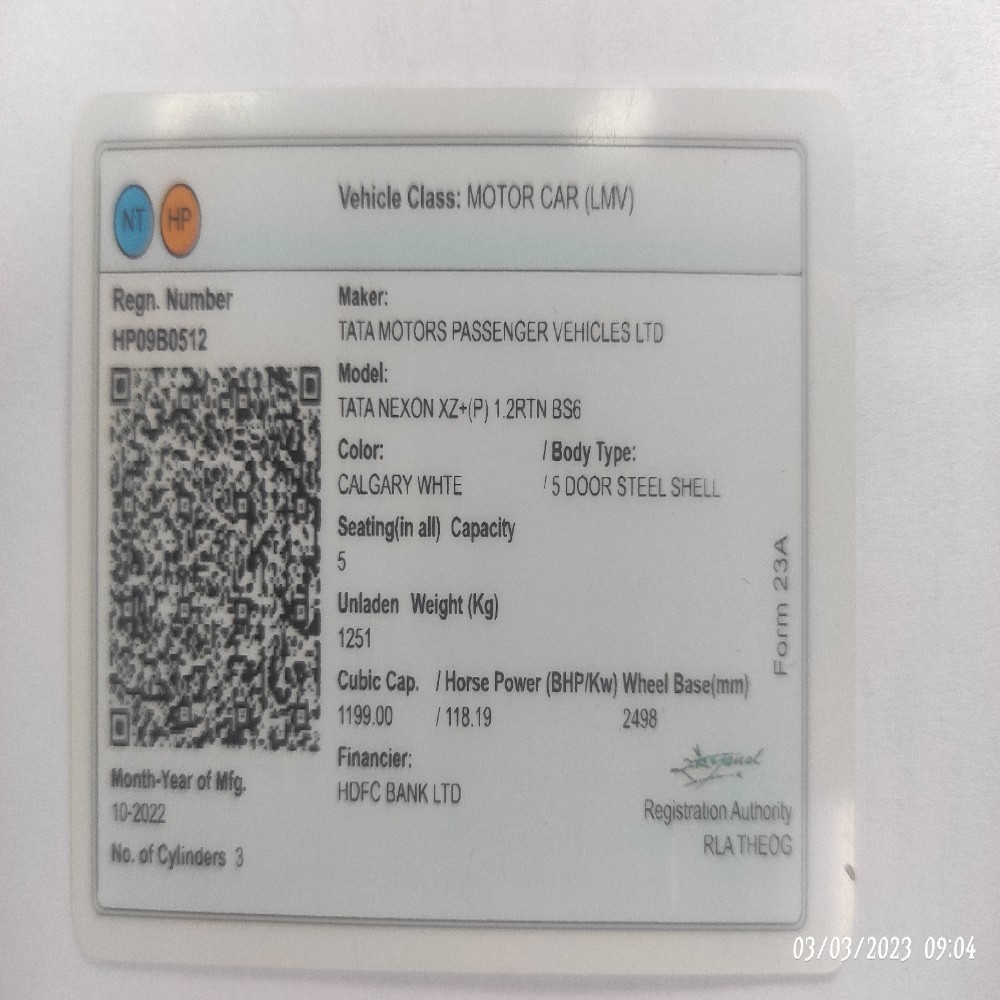 NT HP
Vehicle Class: MOTOR CAR (LMV)
Regn. Number
HP09B0512
Maker:
TATA MOTORS PASSENGER VEHICLES LTD
Model:
TATA NEXON XZ+(P) 1.2RTN BS6
Color: / Body Type:
CALGARY WHTE / 5 DOOR STEEL SHELL
Seating(in all) Capacity
5
Unladen Weight (Kg)
1251
Cubic Cap. / Horse Power (BHP/Kw) Wheel Base(mm)
1199.00 / 118.19 2498
Financier:
HDFC BANK LTD
Month-Year of Mfg.
10-2022
No. of Cylinders 3
Form 23A
Registration Authority
RLA THEOG
03/03/2023 09:04